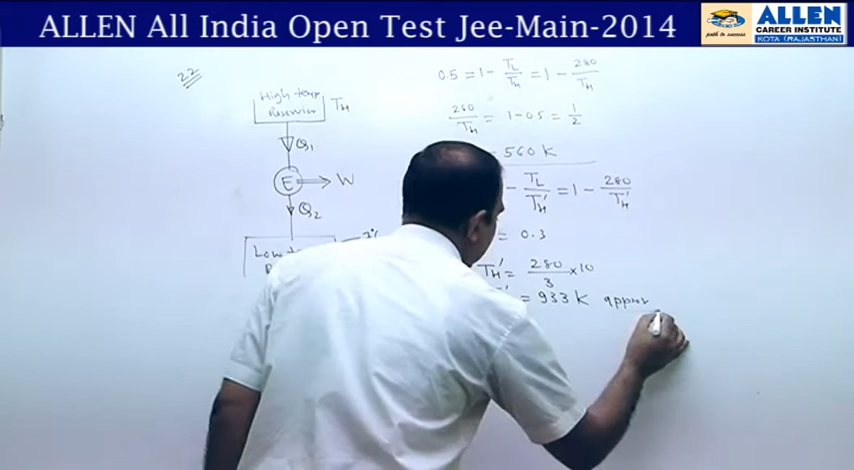 ALLEN All India Open Test Jee-Main-2014
path to success
ALLEN
CAREER INSTITUTE
KOTA (RAJASTHAN)
22
High temp
Reservior
T_H
Q_1
E
W
Q_2
Low
0.5 = 1 - T_L/T_H = 1 - 280/T_H
280/T_H = 1 - 0.5 = 1/2
560 K
- T_L/T_H' = 1 - 280/T_H'
= 0.3
T_H' = 280/3 × 10
= 933 K approx